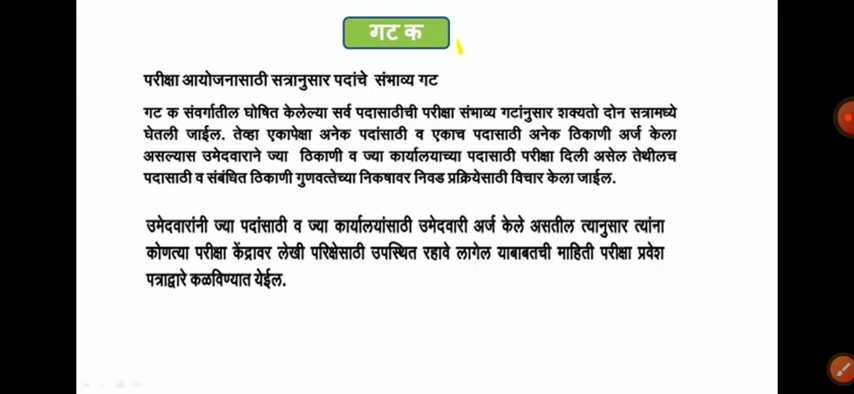 गट क
परीक्षा आयोजनासाठी सत्रानुसार पदांचे संभाव्य गट
गट क संवर्गातील घोषित केलेल्या सर्व पदासाठीची परीक्षा संभाव्य गटांनुसार शक्यतो दोन सत्रामध्ये
घेतली जाईल. तेव्हा एकापेक्षा अनेक पदांसाठी व एकाच पदासाठी अनेक ठिकाणी अर्ज केला
असल्यास उमेदवाराने ज्या ठिकाणी व ज्या कार्यालयाच्या पदासाठी परीक्षा दिली असेल तेथीलच
पदासाठी व संबंधित ठिकाणी गुणवत्तेच्या निकषावर निवड प्रक्रियेसाठी विचार केला जाईल.
उमेदवारांनी ज्या पदांसाठी व ज्या कार्यालयांसाठी उमेदवारी अर्ज केले असतील त्यानुसार त्यांना
कोणत्या परीक्षा केंद्रावर लेखी परिक्षेसाठी उपस्थित रहावे लागेल याबाबतची माहिती परीक्षा प्रवेश
पत्राद्वारे कळविण्यात येईल.